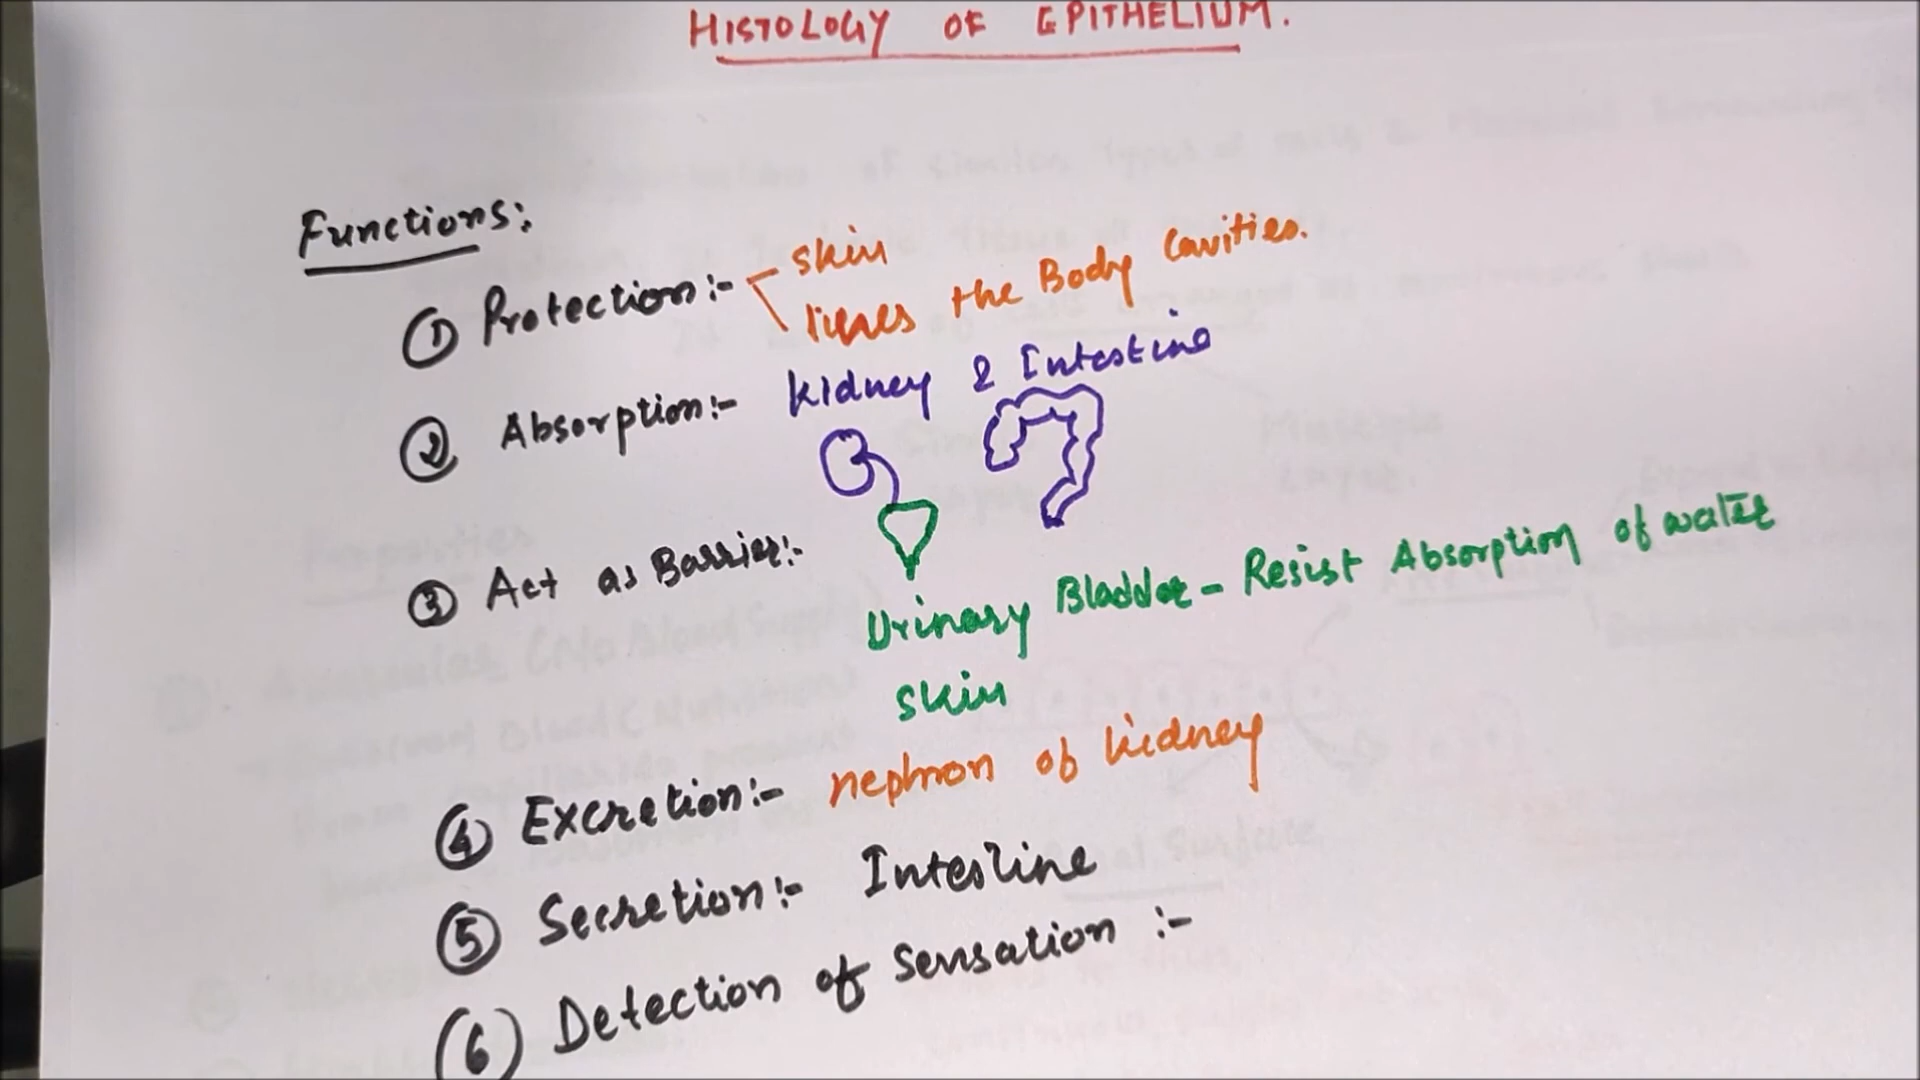 HISTOLOGY OF EPITHELIUM.
Functions:
① Protection:- skin
lines the Body cavities.
② Absorption:- kidney & Intestine
③ Act as Barrier:-
Urinary Bladder - Resist Absorption of water
skin
④ Excretion:- nephron of kidney
⑤ Secretion:- Intestine
(6) Detection of sensation :-